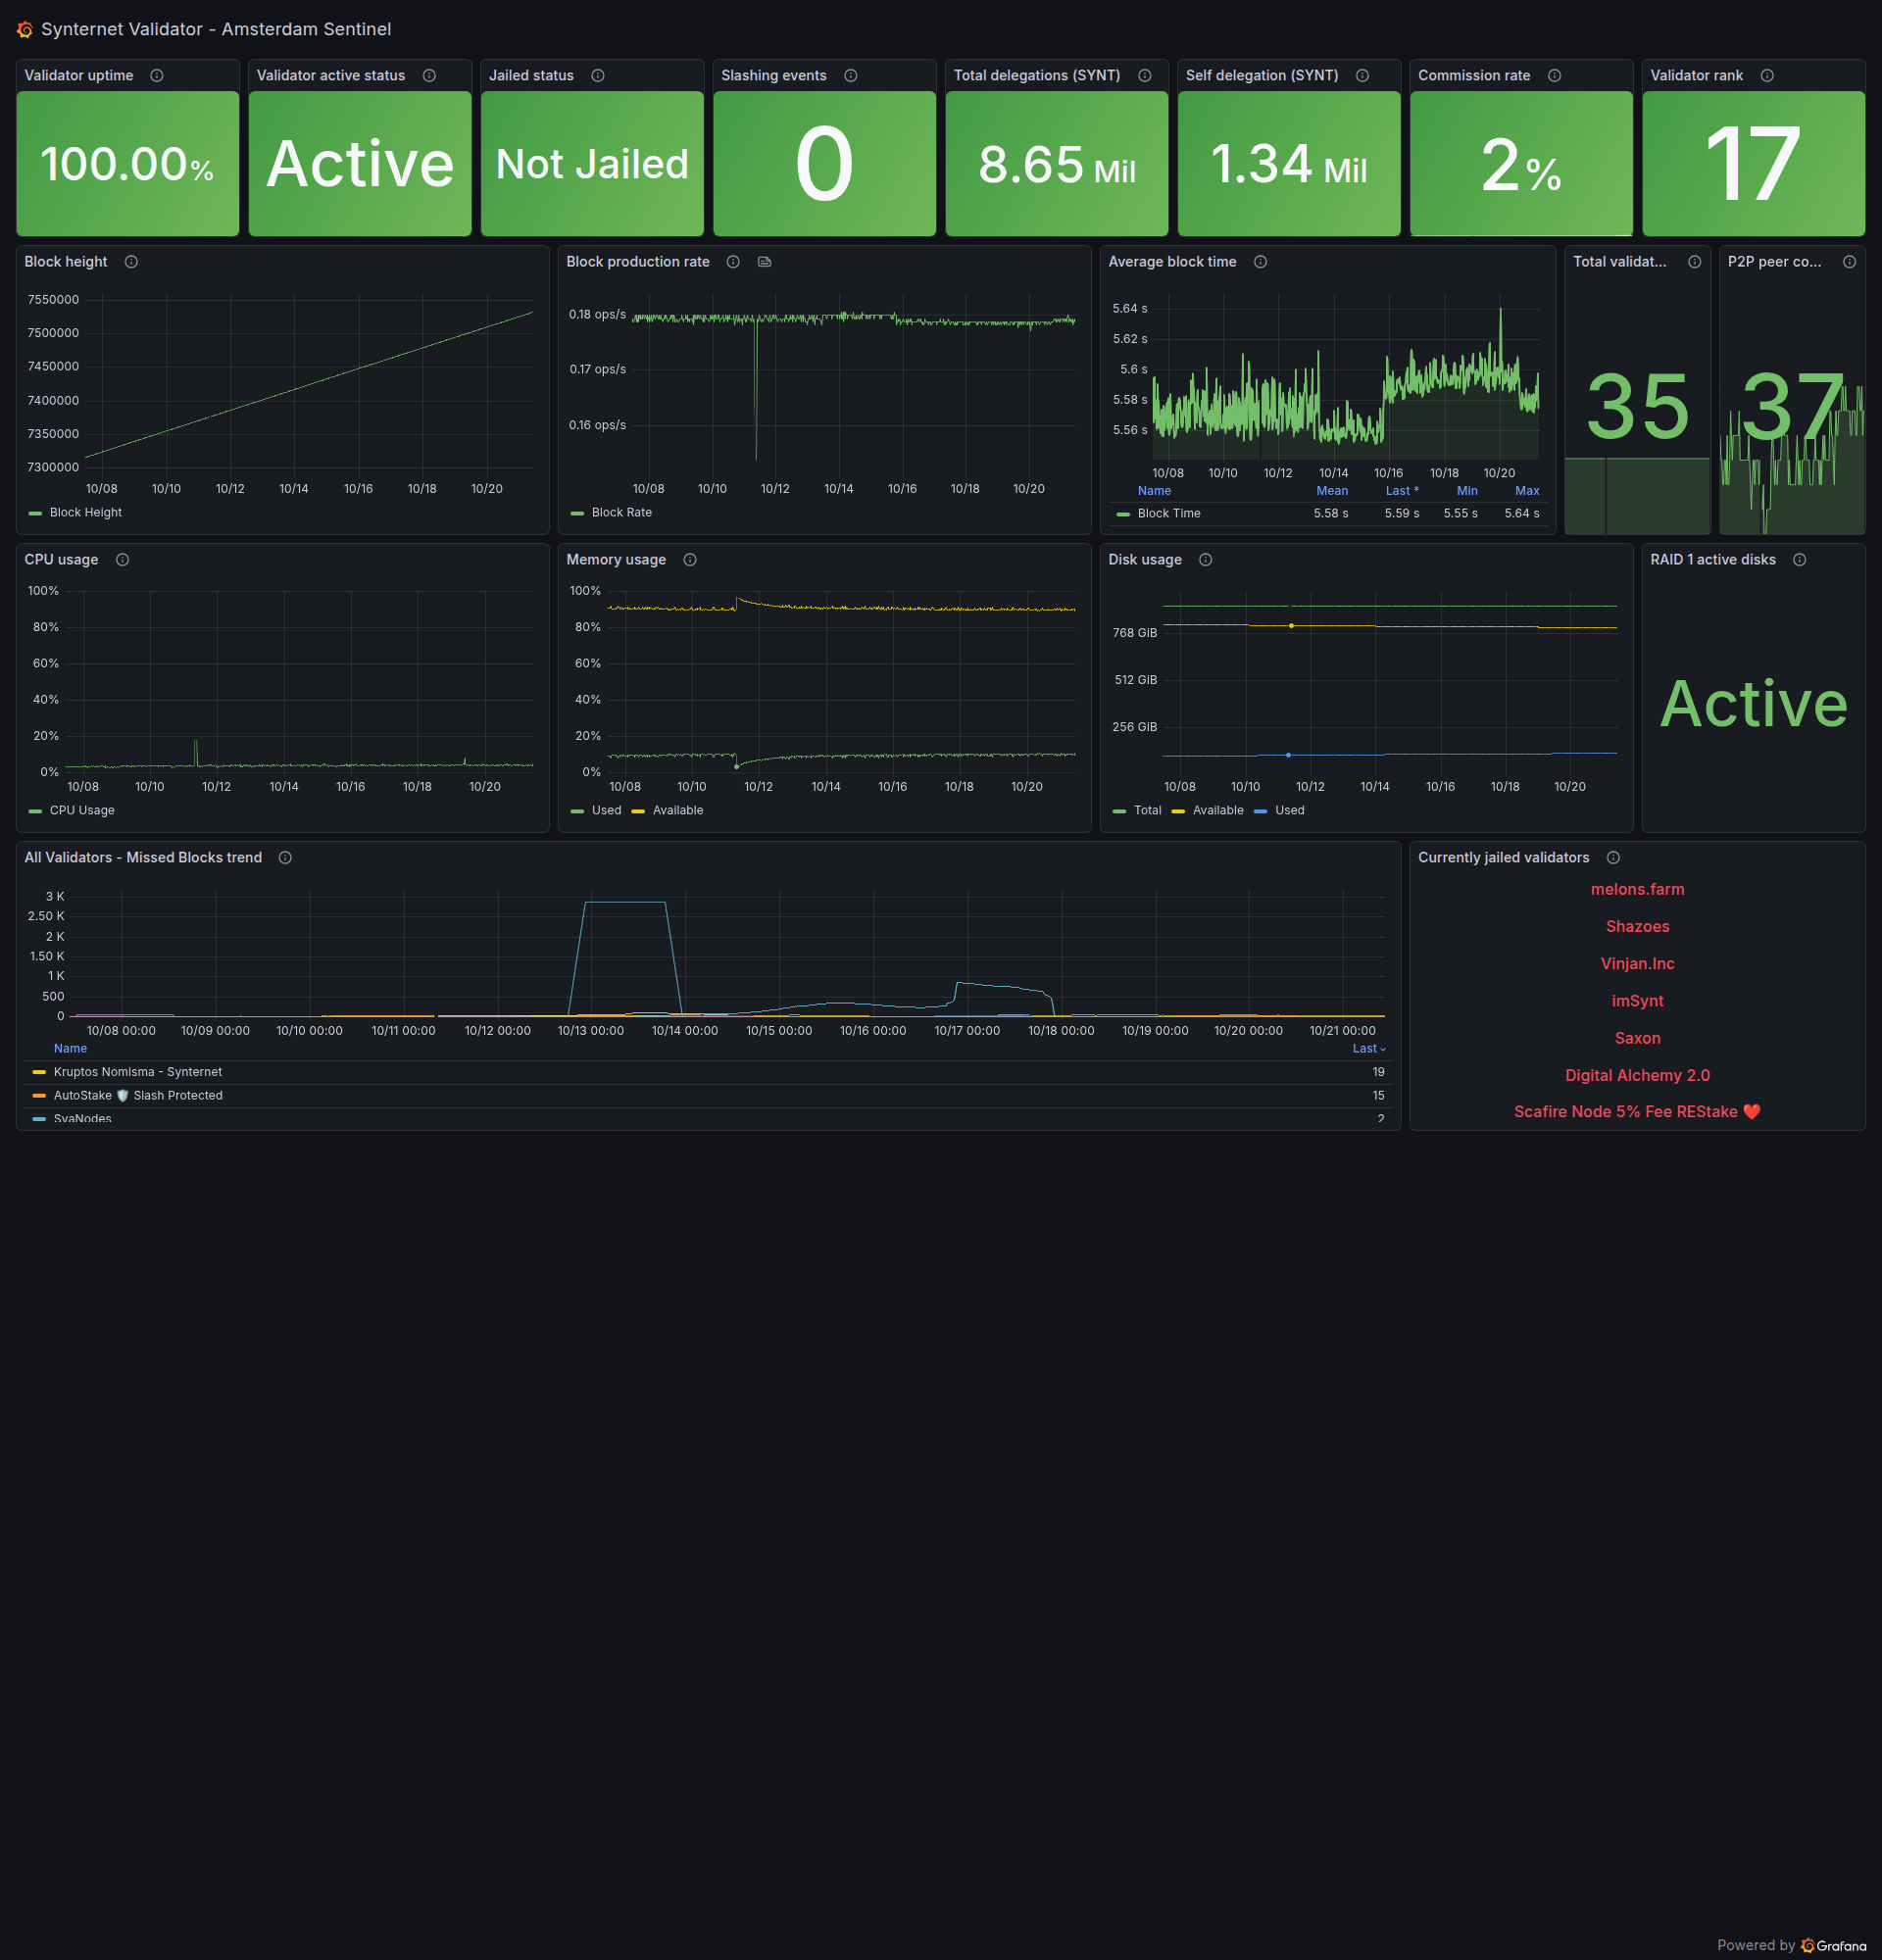 Synternet Validator - Amsterdam Sentinel
Validator uptime
100.00%
Validator active status
Active
Jailed status
Not Jailed
Slashing events
0
Total delegations (SYNT)
8.65 Mil
Self delegation (SYNT)
1.34 Mil
Commission rate
2%
Validator rank
17
Block height
7550000
7500000
7450000
7400000
7350000
7300000
10/08 10/10 10/12 10/14 10/16 10/18 10/20
Block Height
Block production rate
0.18 ops/s
0.17 ops/s
0.16 ops/s
10/08 10/10 10/12 10/14 10/16 10/18 10/20
Block Rate
Average block time
5.64 s
5.62 s
5.6 s
5.58 s
5.56 s
10/08 10/10 10/12 10/14 10/16 10/18 10/20
Name Mean Last * Min Max
Block TIme 5.58 s 5.59 s 5.55 s 5.64 s
Total validat...
35
P2P peer co...
37
CPU usage
100%
80%
60%
40%
20%
0%
10/08 10/10 10/12 10/14 10/16 10/18 10/20
CPU Usage
Memory usage
100%
80%
60%
40%
20%
0%
10/08 10/10 10/12 10/14 10/16 10/18 10/20
Used Available
Disk usage
768 GiB
512 GiB
256 GiB
10/08 10/10 10/12 10/14 10/16 10/18 10/20
Total Available Used
RAID 1 active disks
Active
All Validators - Missed Blocks trend
3 K
2.50 K
2 K
1.50 K
1 K
500
0
10/08 00:00 10/09 00:00 10/10 00:00 10/11 00:00 10/12 00:00 10/13 00:00 10/14 00:00 10/15 00:00 10/16 00:00 10/17 00:00 10/18 00:00 10/19 00:00 10/20 00:00 10/21 00:00
Name Last
Kruptos Nomisma - Synternet 19
AutoStake 🛡️ Slash Protected 15
SvaNodes 2
Currently jailed validators
melons.farm
Shazoes
Vinjan.Inc
imSynt
Saxon
Digital Alchemy 2.0
Scafire Node 5% Fee REStake ❤️
Powered by Grafana